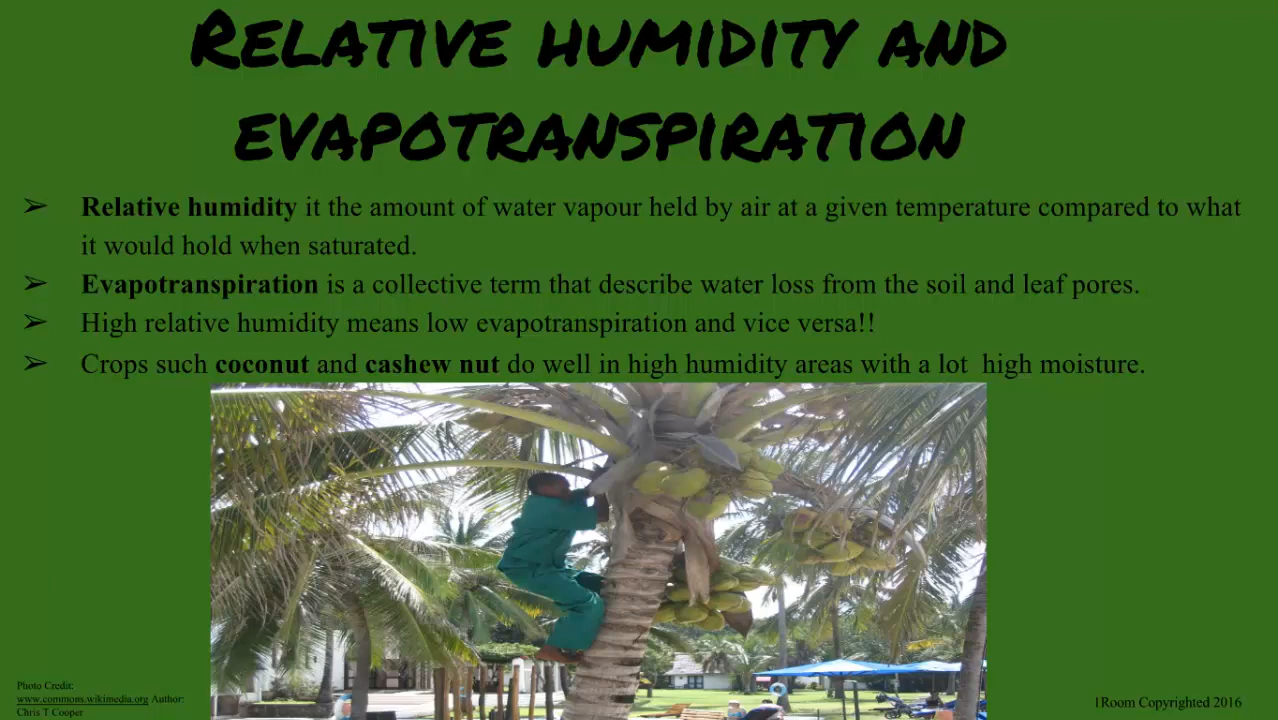 Relative humidity and
evapotranspiration
➢ Relative humidity it the amount of water vapour held by air at a given temperature compared to what
it would hold when saturated.
➢ Evapotranspiration is a collective term that describe water loss from the soil and leaf pores.
➢ High relative humidity means low evapotranspiration and vice versa!!
➢ Crops such coconut and cashew nut do well in high humidity areas with a lot high moisture.
Photo Credit:
www.commons.wikimedia.org Author:
Chris T Cooper
1Room Copyrighted 2016